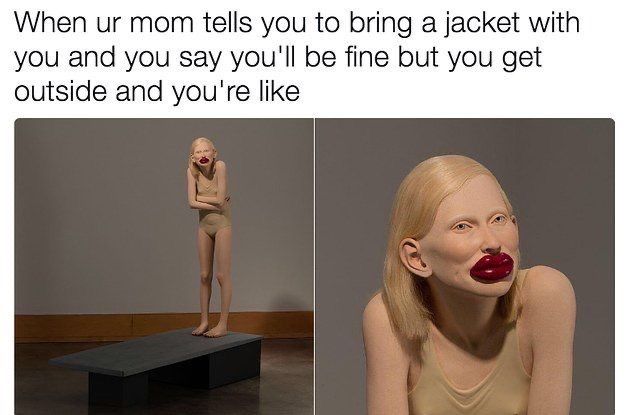 When ur mom tells you to bring a jacket with
you and you say you'll be fine but you get
outside and you're like